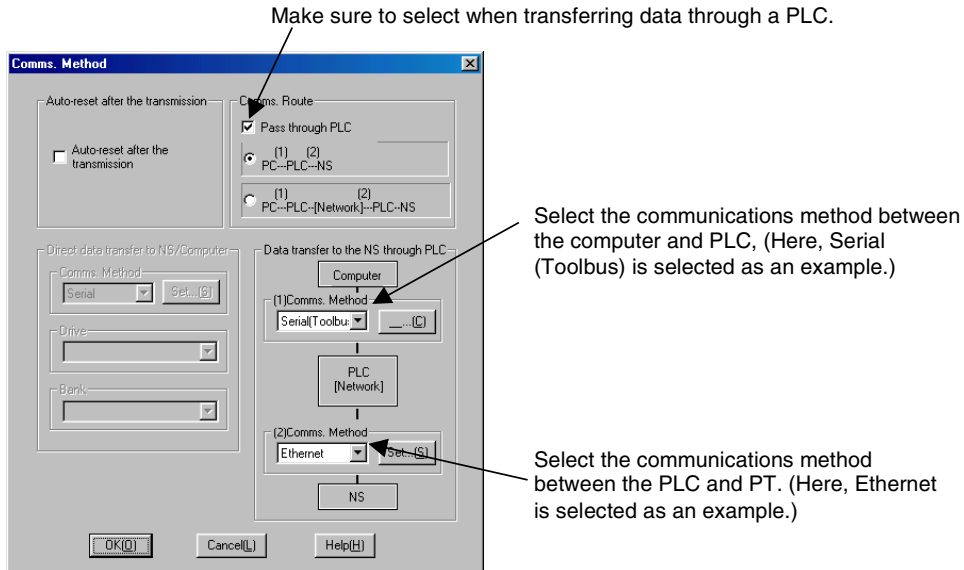 Make sure to select when transferring data through a PLC.
Comms. Method
Auto-reset after the transmission
Auto-reset after the
transmission
Comms. Route
Pass through PLC
(1) (2)
PC---PLC---NS
(1) (2)
PC---PLC--[Network]---PLC--NS
Direct data transfer to NS/Computer
Comms. Method
Serial
Set...(S)
Drive
Bank
Data transfer to the NS through PLC
Computer
(1)Comms. Method
Serial(Toolbu:
__...(C)
PLC
[Network]
(2)Comms. Method
Ethernet
Set...(S)
NS
OK(O)
Cancel(L)
Help(H)
Select the communications method between
the computer and PLC, (Here, Serial
(Toolbus) is selected as an example.)
Select the communications method
between the PLC and PT. (Here, Ethernet
is selected as an example.)